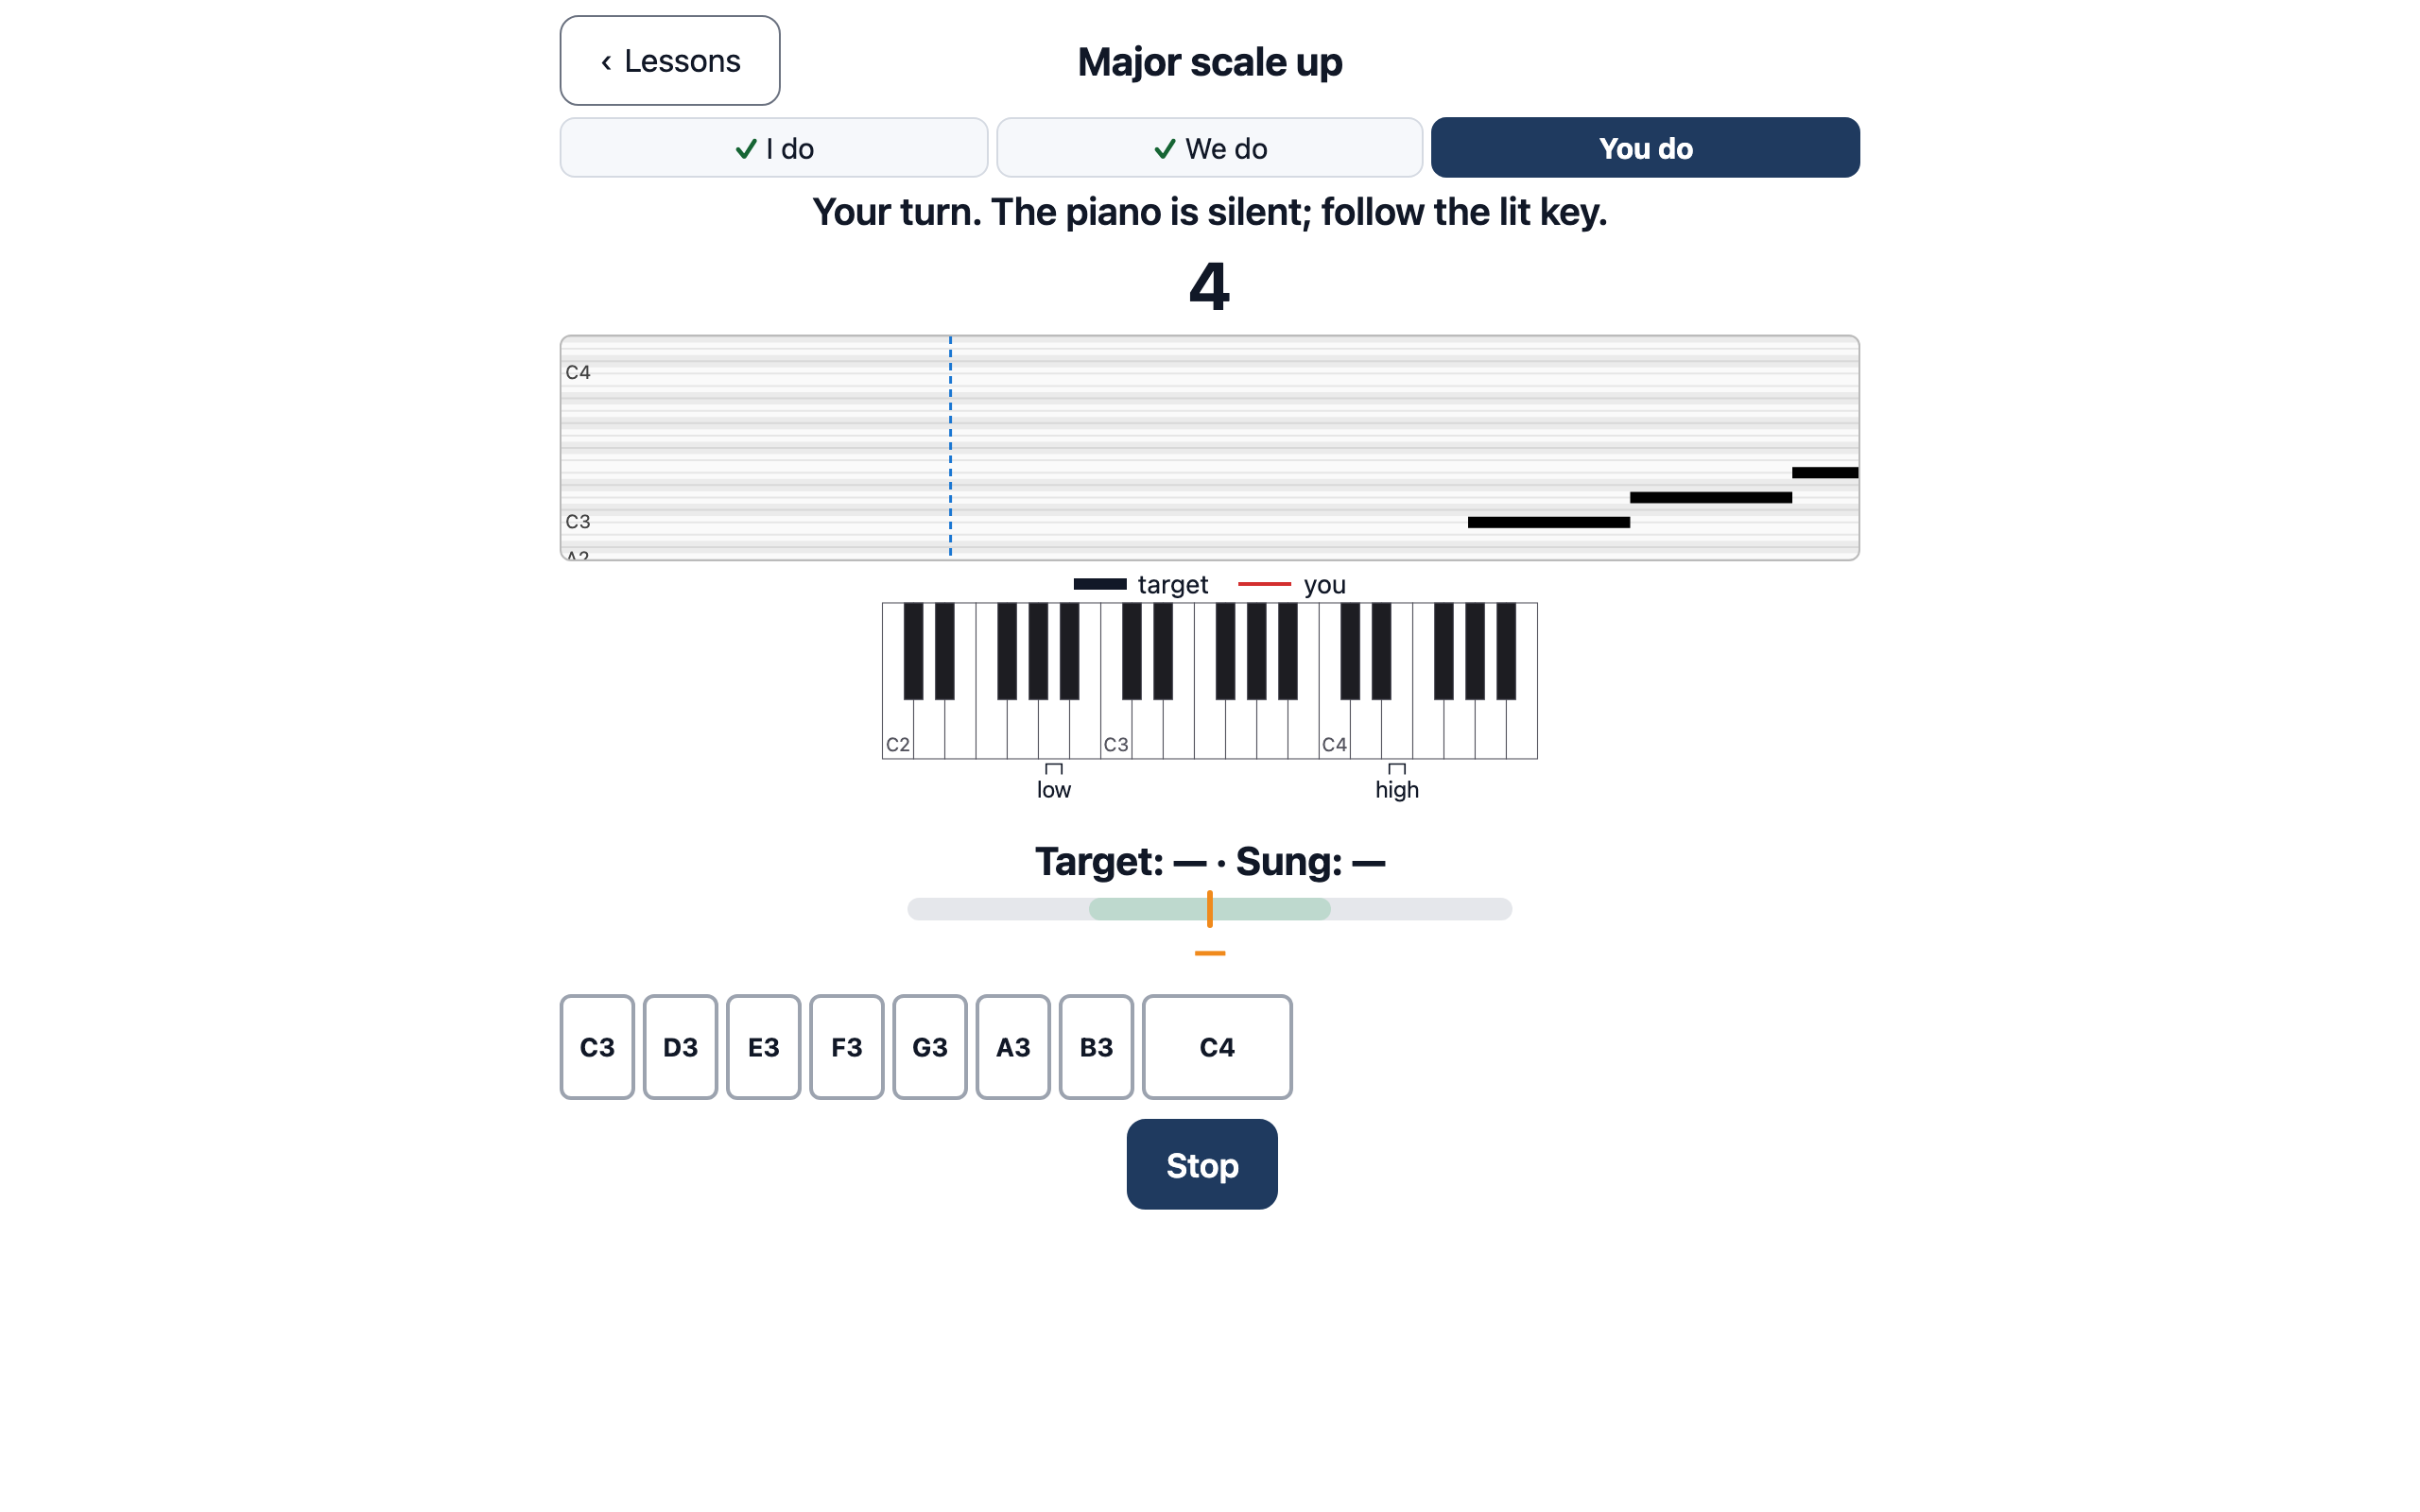 ‹ Lessons
Major scale up
I do
We do
You do
Your turn. The piano is silent; follow the lit key.
4
C4
C3
A2
target
you
C2
C3
C4
low
high
Target: — · Sung: —
—
C3
D3
E3
F3
G3
A3
B3
C4
Stop